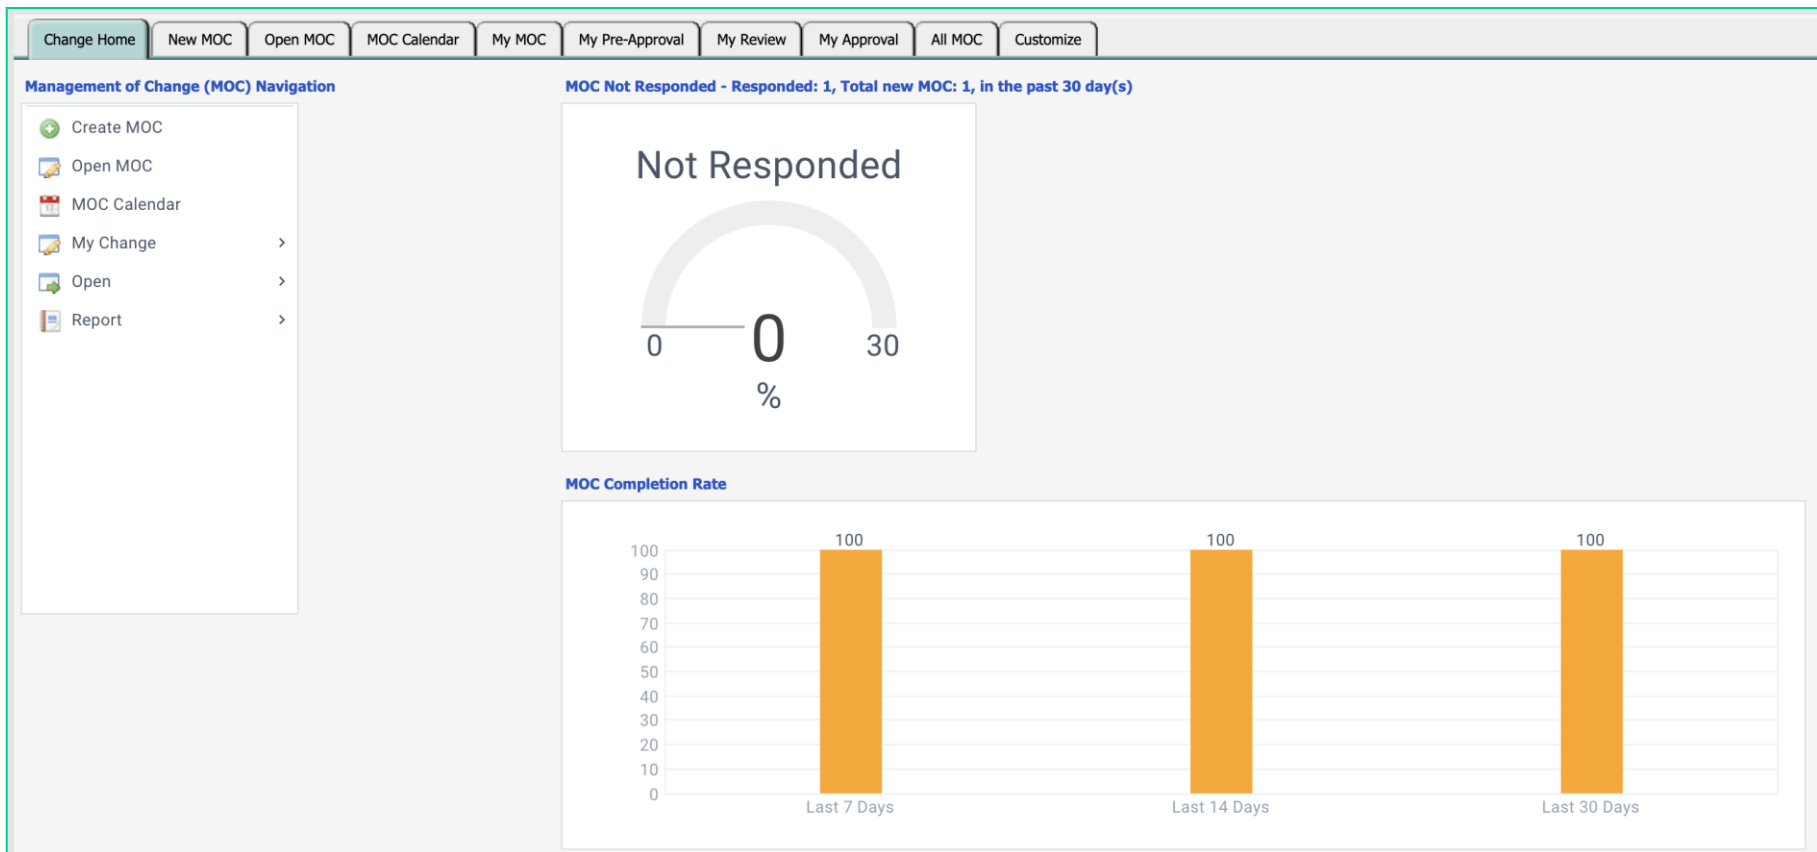 Change Home
New MOC
Open MOC
MOC Calendar
My MOC
My Pre-Approval
My Review
My Approval
All MOC
Customize
Management of Change (MOC) Navigation
Create MOC
Open MOC
MOC Calendar
My Change
Open
Report
MOC Not Responded - Responded: 1, Total new MOC: 1, in the past 30 day(s)
Not Responded
0
0
30
%
MOC Completion Rate
100
100
100
100
90
80
70
60
50
40
30
20
10
0
Last 7 Days
Last 14 Days
Last 30 Days